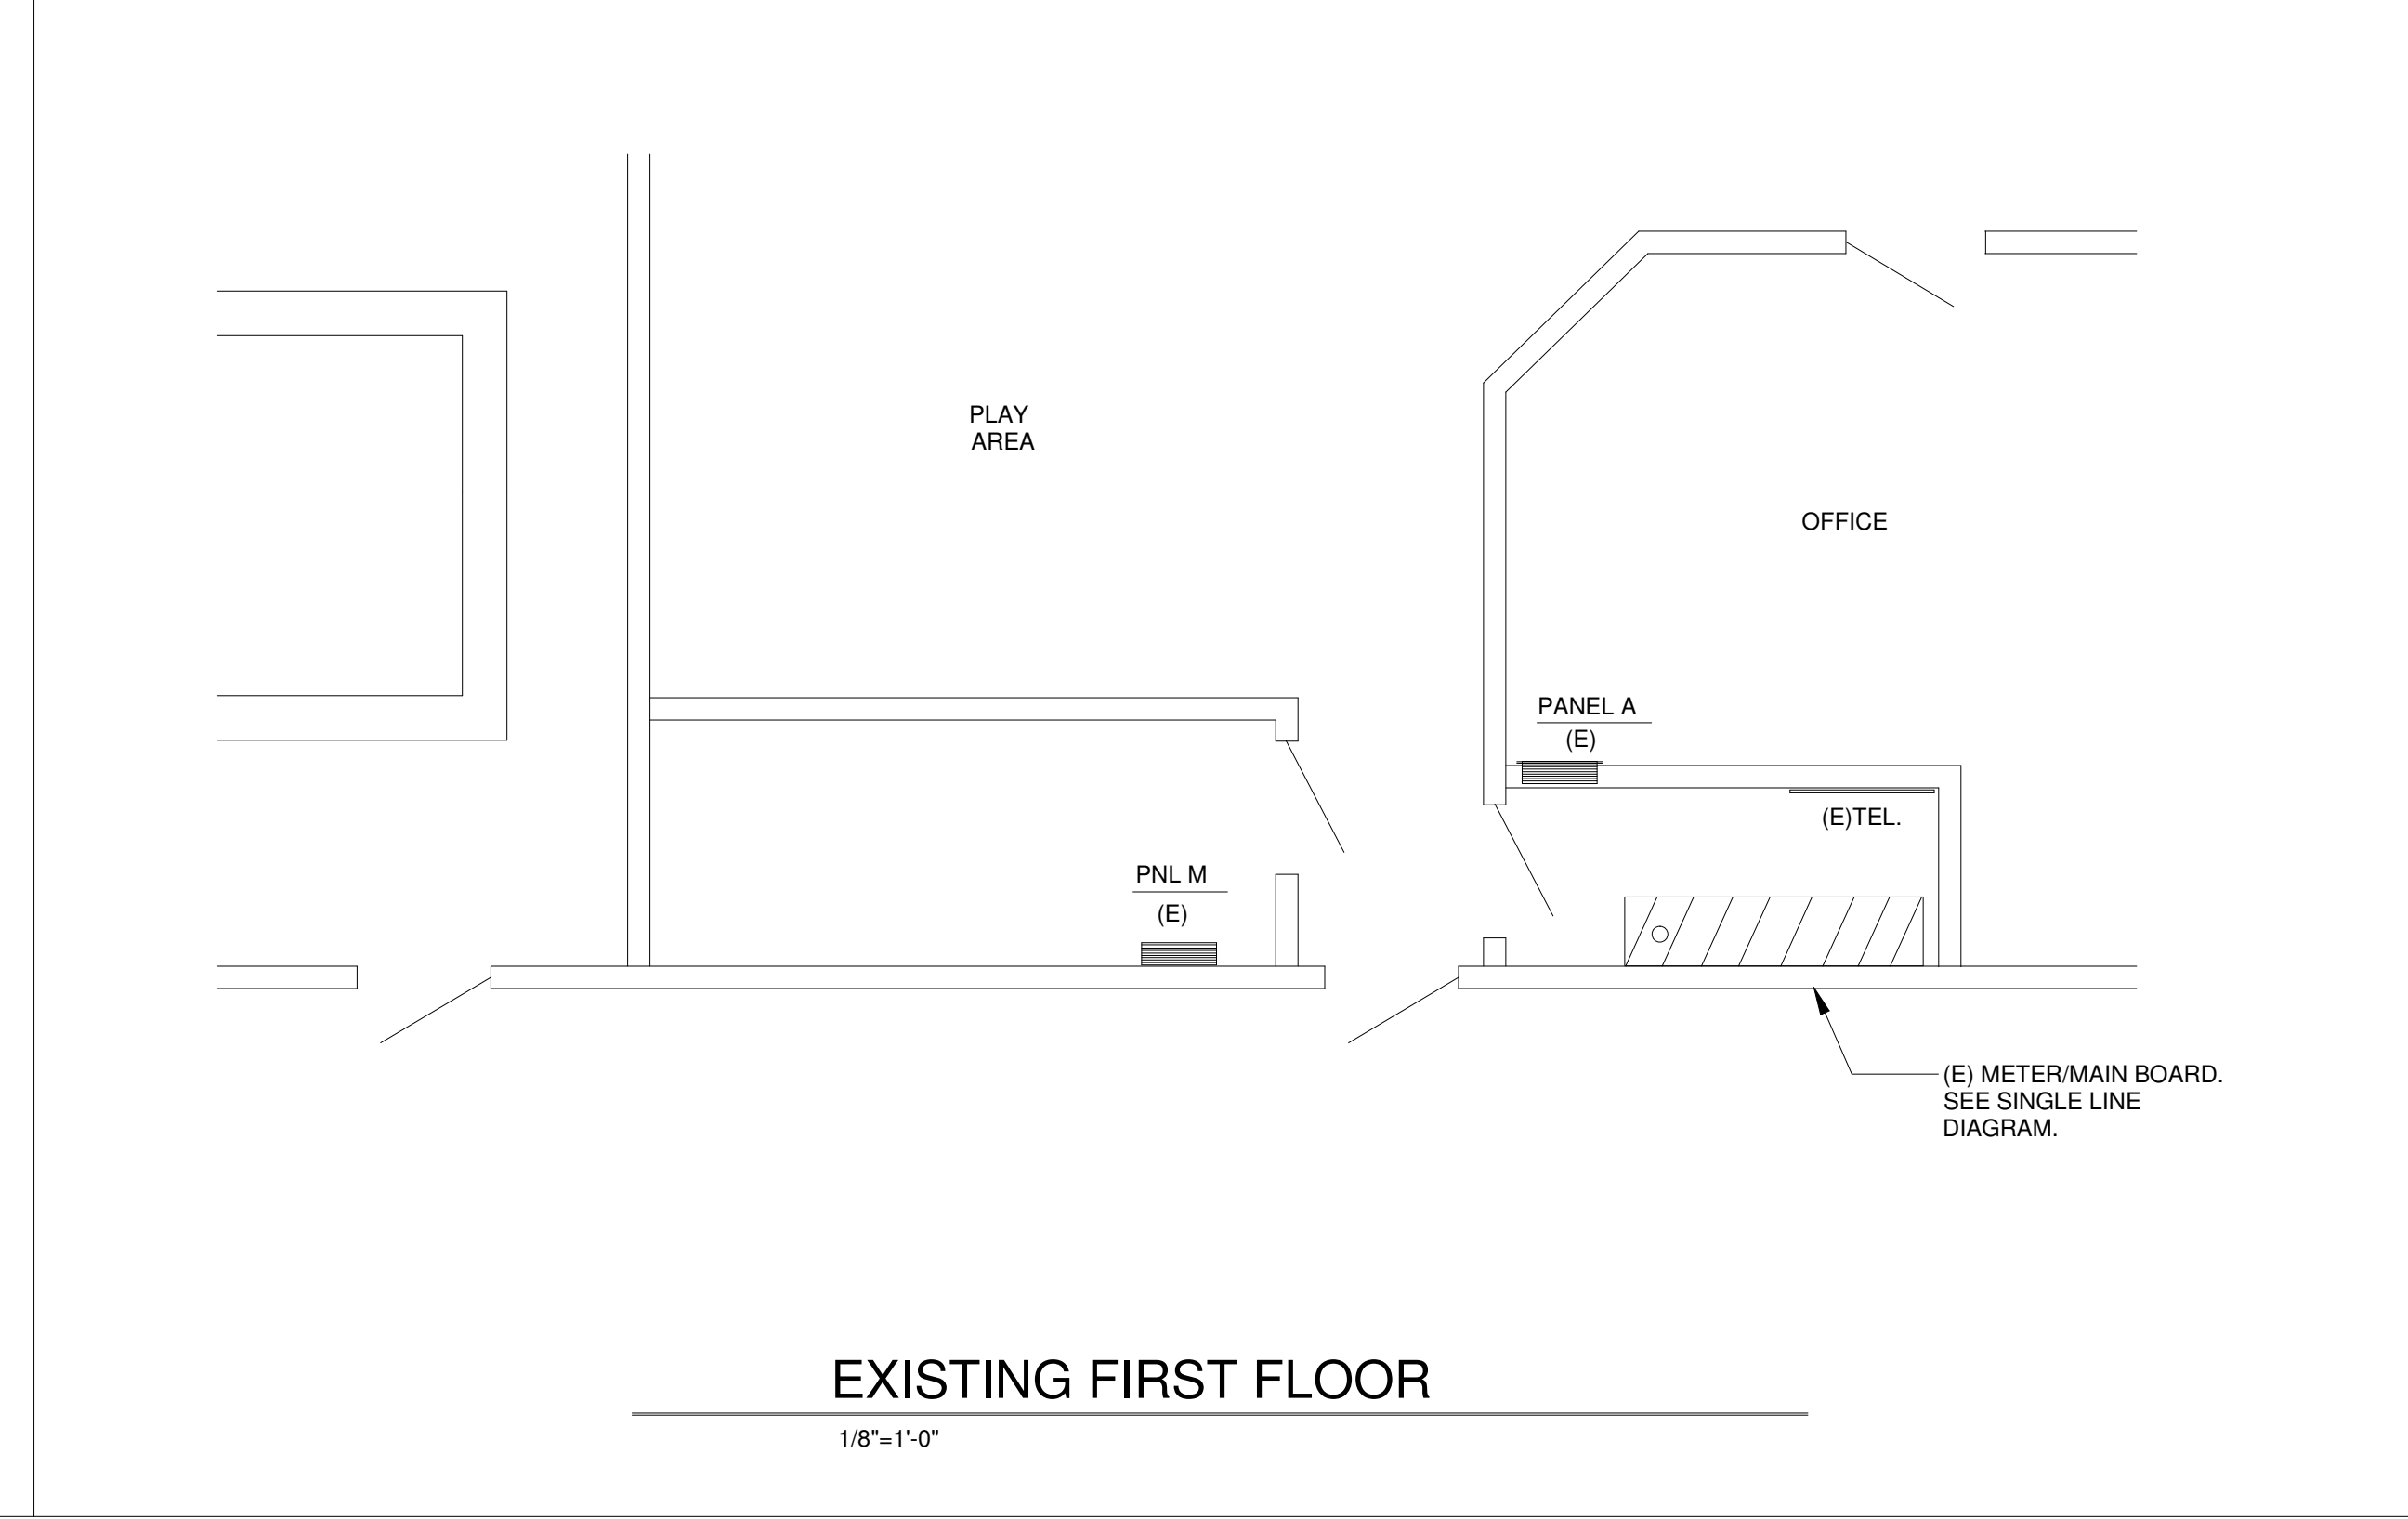 PLAY
AREA
OFFICE
PANEL A
(E)
(E)TEL.
PNL M
(E)
(E) METER/MAIN BOARD.
SEE SINGLE LINE
DIAGRAM.
EXISTING FIRST FLOOR
1/8"=1'-0"